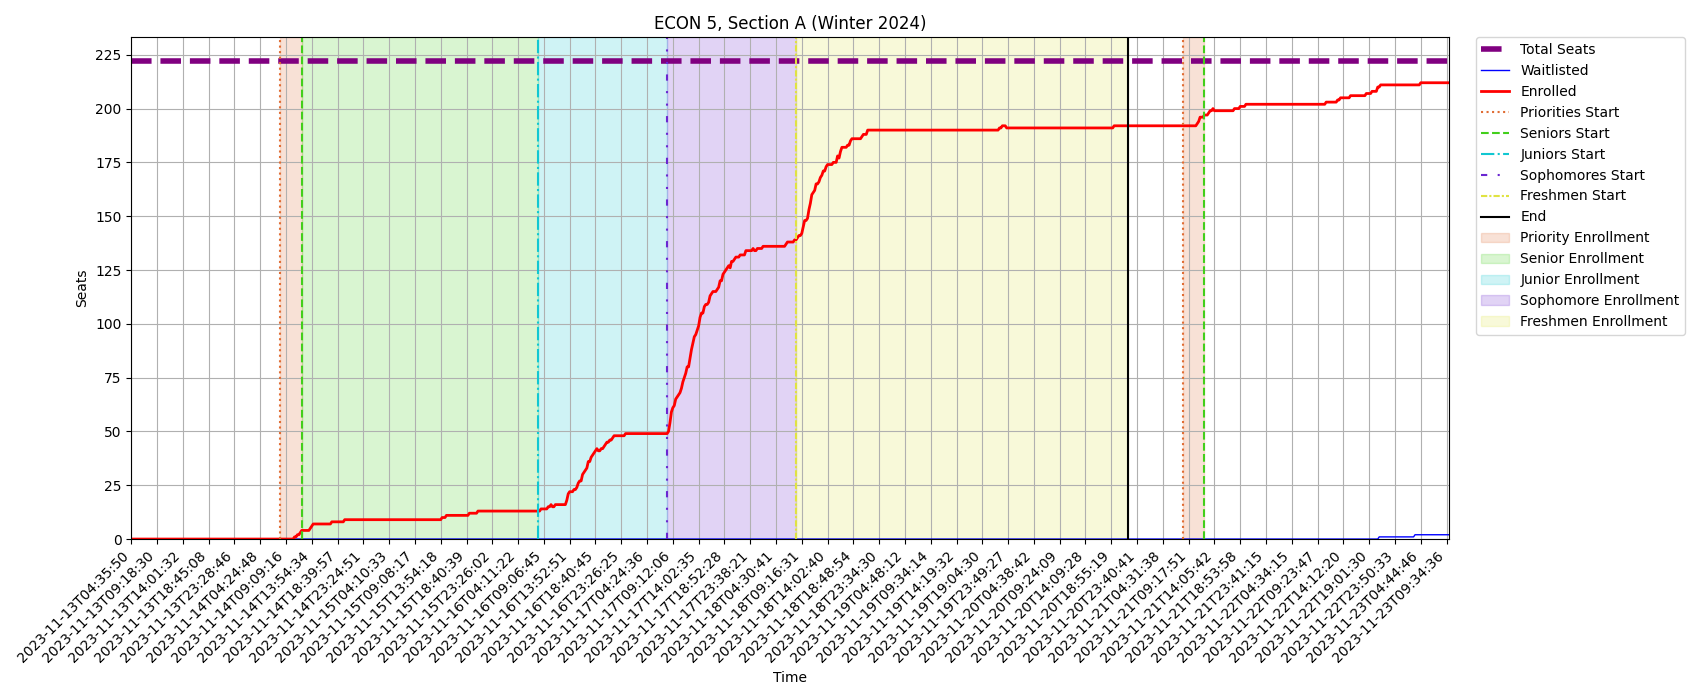 ECON 5, Section A (Winter 2024)
Seats
225
200
175
150
125
100
75
50
25
0
2023-11-13T04:35:50
2023-11-13T09:18:30
2023-11-13T14:01:32
2023-11-13T18:45:08
2023-11-13T23:28:46
2023-11-14T04:24:48
2023-11-14T09:09:16
2023-11-14T13:54:34
2023-11-14T18:39:57
2023-11-14T23:24:51
2023-11-15T04:10:33
2023-11-15T09:08:17
2023-11-15T13:54:18
2023-11-15T18:40:39
2023-11-15T23:26:02
2023-11-16T04:11:22
2023-11-16T09:06:45
2023-11-16T13:52:51
2023-11-16T18:40:45
2023-11-16T23:26:25
2023-11-17T04:24:36
2023-11-17T09:12:06
2023-11-17T14:02:35
2023-11-17T18:52:28
2023-11-17T23:38:21
2023-11-18T04:30:41
2023-11-18T09:16:31
2023-11-18T14:02:40
2023-11-18T18:48:54
2023-11-18T23:34:30
2023-11-19T04:48:12
2023-11-19T09:34:14
2023-11-19T14:19:32
2023-11-19T19:04:30
2023-11-19T23:49:27
2023-11-20T04:38:42
2023-11-20T09:24:09
2023-11-20T14:09:28
2023-11-20T18:55:19
2023-11-20T23:40:41
2023-11-21T04:31:38
2023-11-21T09:17:51
2023-11-21T14:05:42
2023-11-21T18:53:58
2023-11-21T23:41:15
2023-11-22T04:34:15
2023-11-22T09:23:47
2023-11-22T14:12:20
2023-11-22T19:01:30
2023-11-22T23:50:33
2023-11-23T04:44:46
2023-11-23T09:34:36
Time
Total Seats
Waitlisted
Enrolled
Priorities Start
Seniors Start
Juniors Start
Sophomores Start
Freshmen Start
End
Priority Enrollment
Senior Enrollment
Junior Enrollment
Sophomore Enrollment
Freshmen Enrollment